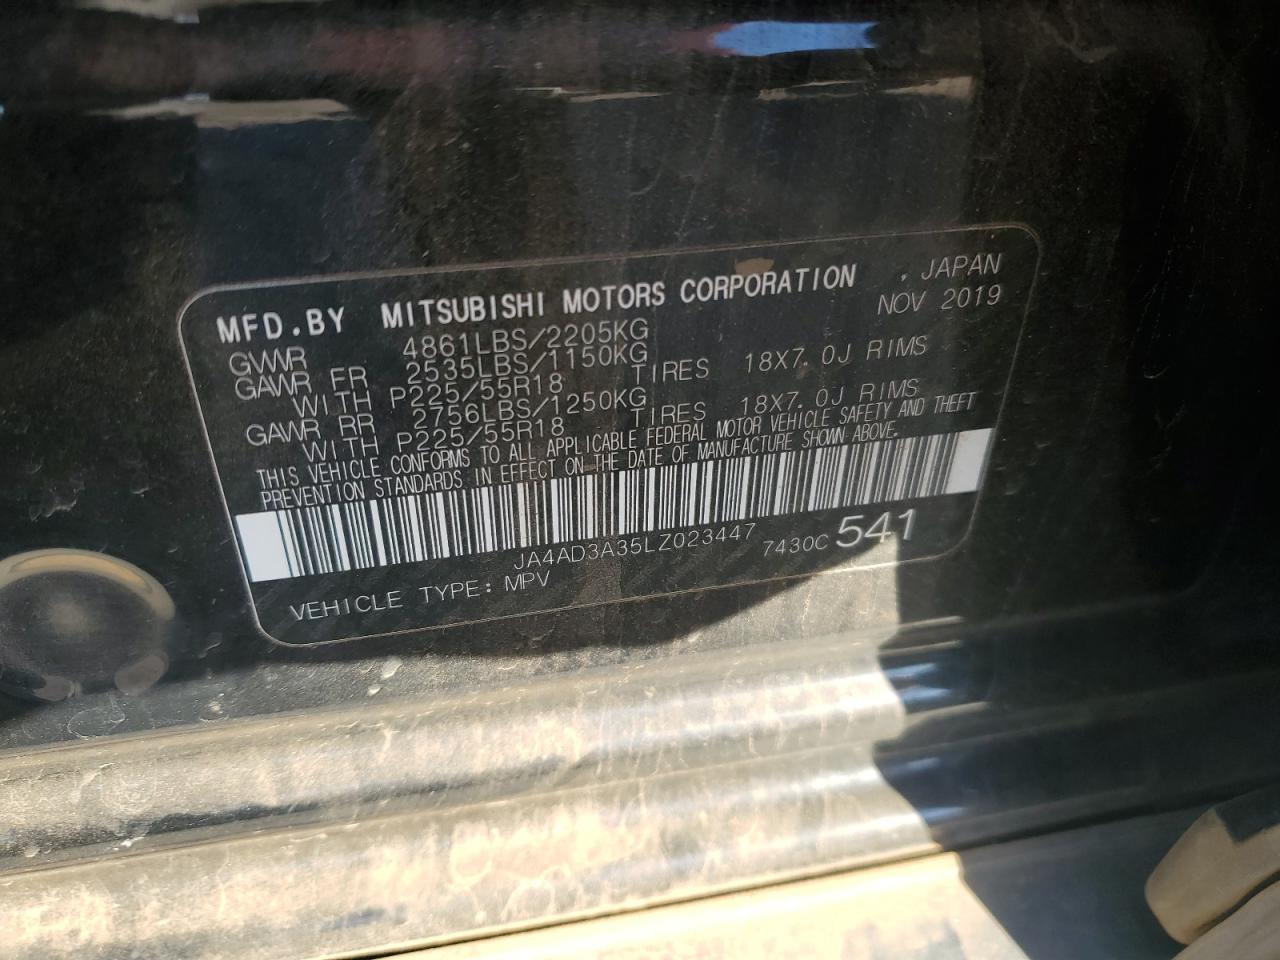 MFD.BY MITSUBISHI MOTORS CORPORATION , JAPAN
NOV 2019
GVWR 4861LBS/2205KG
GAWR FR 2535LBS/1150KG
WITH P225/55R18 TIRES 18X7.0J RIMS
GAWR RR 2756LBS/1250KG
WITH P225/55R18 TIRES 18X7.0J RIMS
THIS VEHICLE CONFORMS TO ALL APPLICABLE FEDERAL MOTOR VEHICLE SAFETY AND THEFT
PREVENTION STANDARDS IN EFFECT ON THE DATE OF MANUFACTURE SHOWN ABOVE.
JA4AD3A35LZ023447 7430C 541
VEHICLE TYPE: MPV